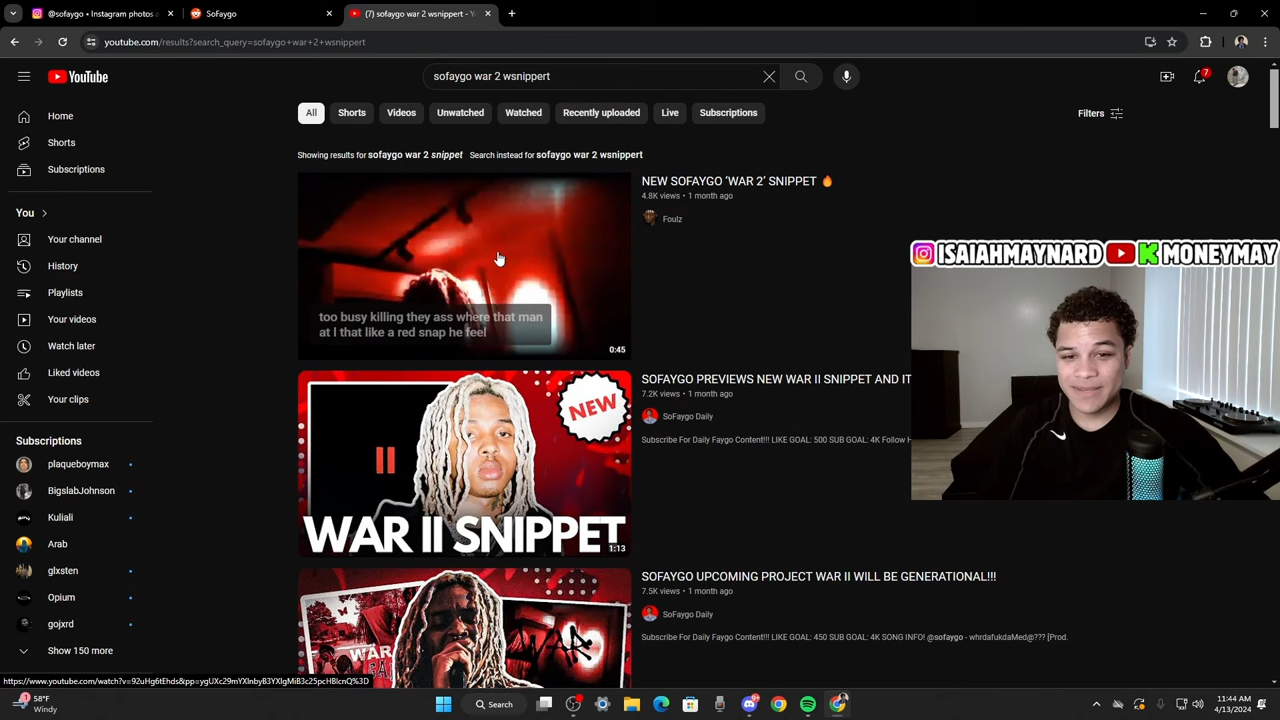 @sofaygo • Instagram photos a
SoFaygo
(7) sofaygo war 2 wsnippert - Y
youtube.com/results?search_query=sofaygo+war+2+wsnippert
YouTube
sofaygo war 2 wsnippert
7
All
Shorts
Videos
Unwatched
Watched
Recently uploaded
Live
Subscriptions
Filters
Home
Shorts
Subscriptions
You
Your channel
History
Playlists
Your videos
Watch later
Liked videos
Your clips
Subscriptions
plaqueboymax
BigslabJohnson
Kuliali
Arab
glxsten
Opium
gojxrd
Show 150 more
Showing results for sofaygo war 2 snippet Search instead for sofaygo war 2 wsnippert
too busy killing they ass where that man
at I that like a red snap he feel
0:45
NEW SOFAYGO ‘WAR 2’ SNIPPET 🔥
4.8K views • 1 month ago
Foulz
NEW
WAR II SNIPPET
1:13
SOFAYGO PREVIEWS NEW WAR II SNIPPET AND IT
7.2K views • 1 month ago
SoFaygo Daily
Subscribe For Daily Faygo Content!!! LIKE GOAL: 500 SUB GOAL: 4K Follow H
ISAIAHMAYNARD K MONEYMAY
SOFAYGO UPCOMING PROJECT WAR II WILL BE GENERATIONAL!!!
7.5K views • 1 month ago
SoFaygo Daily
Subscribe For Daily Faygo Content!!! LIKE GOAL: 450 SUB GOAL: 4K SONG INFO! @sofaygo - whrdafukdaMed@??? [Prod.
58°F
Windy
Search
11:44 AM
4/13/2024